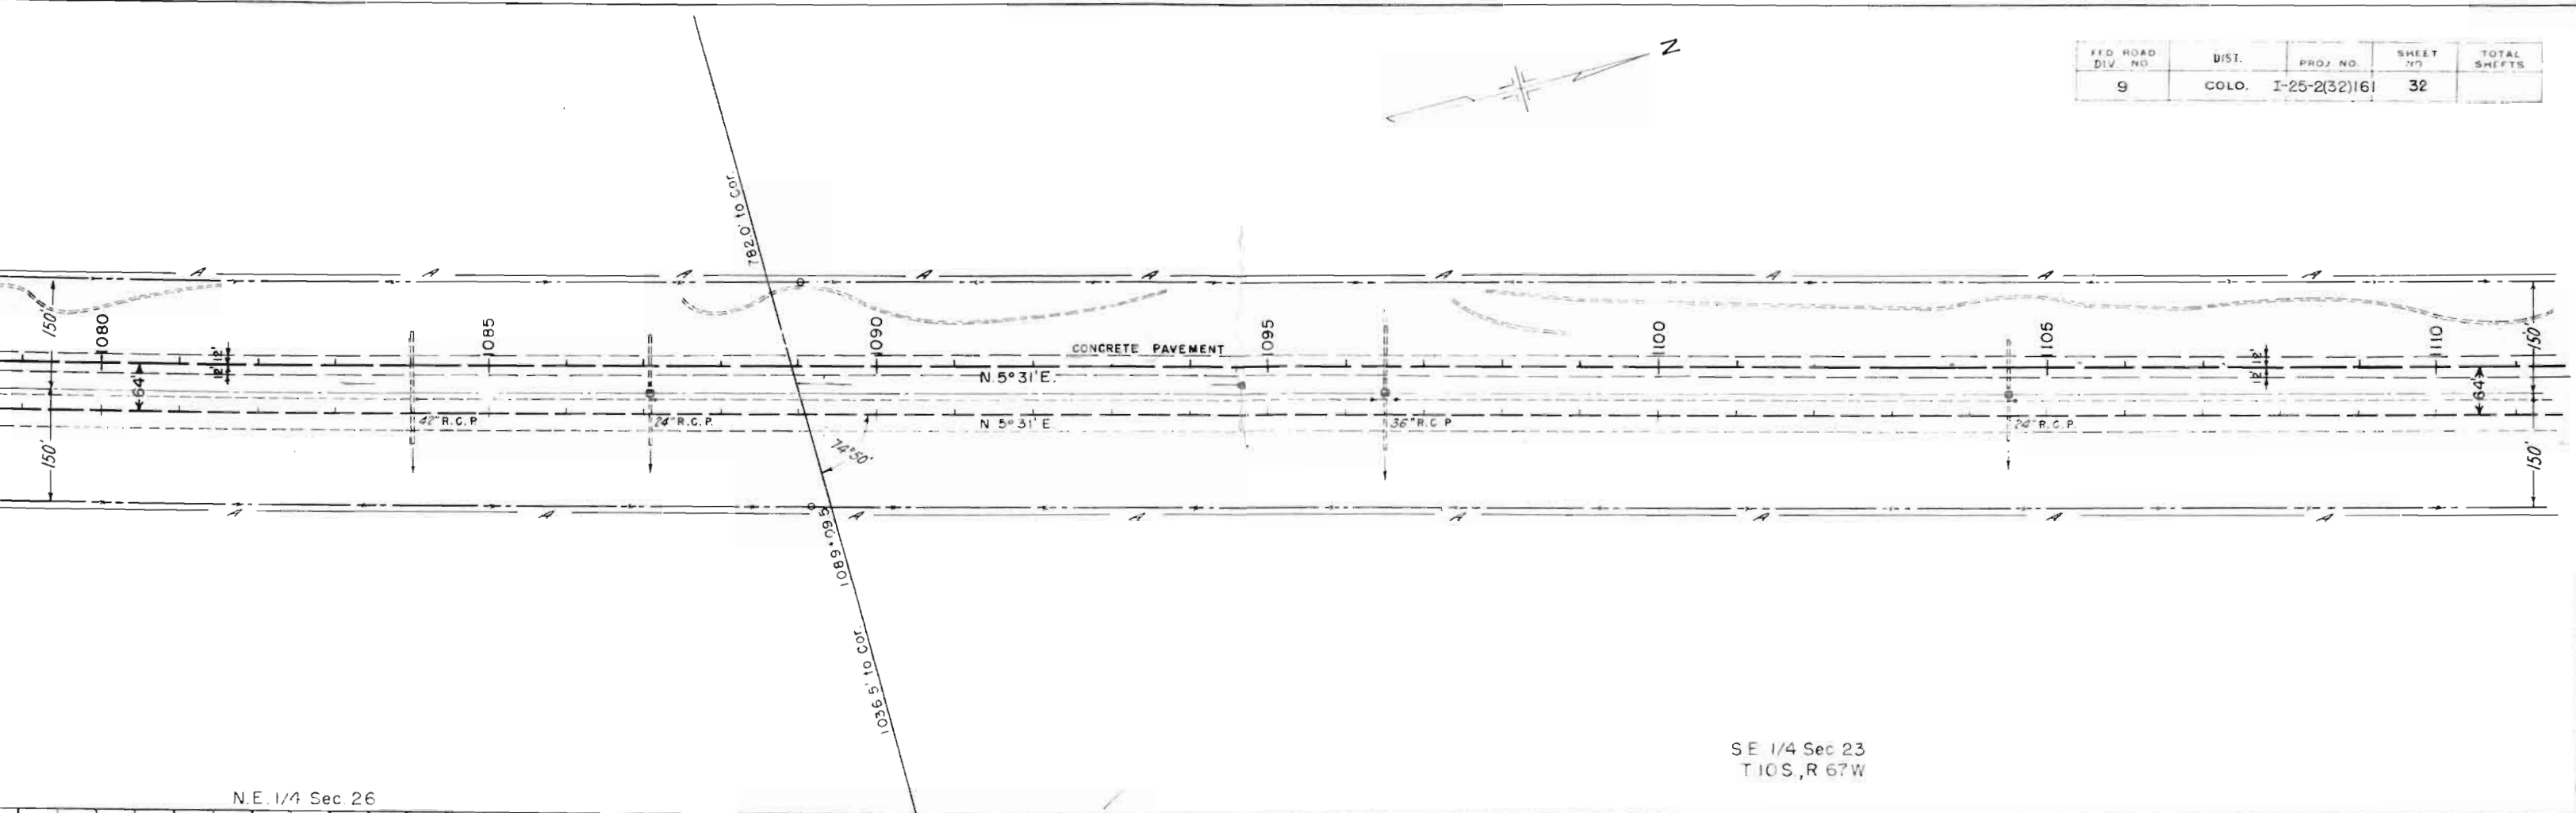 N
FED ROAD DIV. NO. DIST. PROJ NO. SHEET NO. TOTAL SHEETS
9 COLO. I-25-2(32)161 32
782.0' to Cor.
A A A A A A A A A
150' 1080 1085 1090 1095 1100 1105 1110 150'
CONCRETE PAVEMENT
12' 12' 12' 12'
64' N. 5° 31' E. 64'
42" R.C.P. 24" R.C.P. N 5° 31' E 36" R.C.P 24" R.C.P.
150' 74°50' 150'
A A A A A A A A
1089+09.5
1036.5' to Cor.
S.E. 1/4 Sec 23
T.10 S., R 67 W
N.E. 1/4 Sec. 26